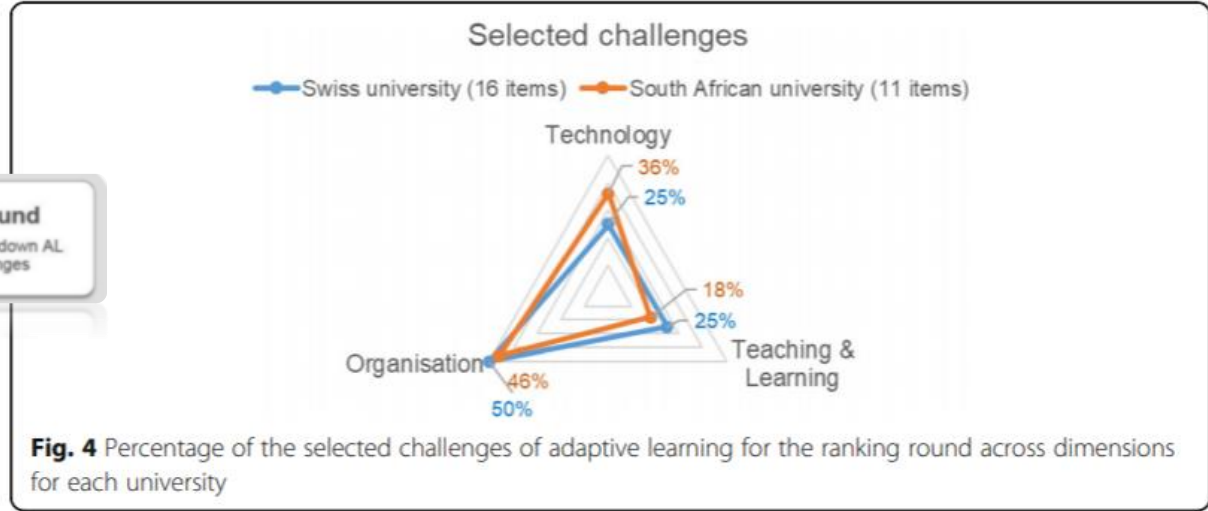 Selected challenges
Swiss university (16 items) South African university (11 items)
Technology
36%
25%
und
down AL
nges
18%
25%
Teaching &
Learning
Organisation
46%
50%
Fig. 4 Percentage of the selected challenges of adaptive learning for the ranking round across dimensions
for each university